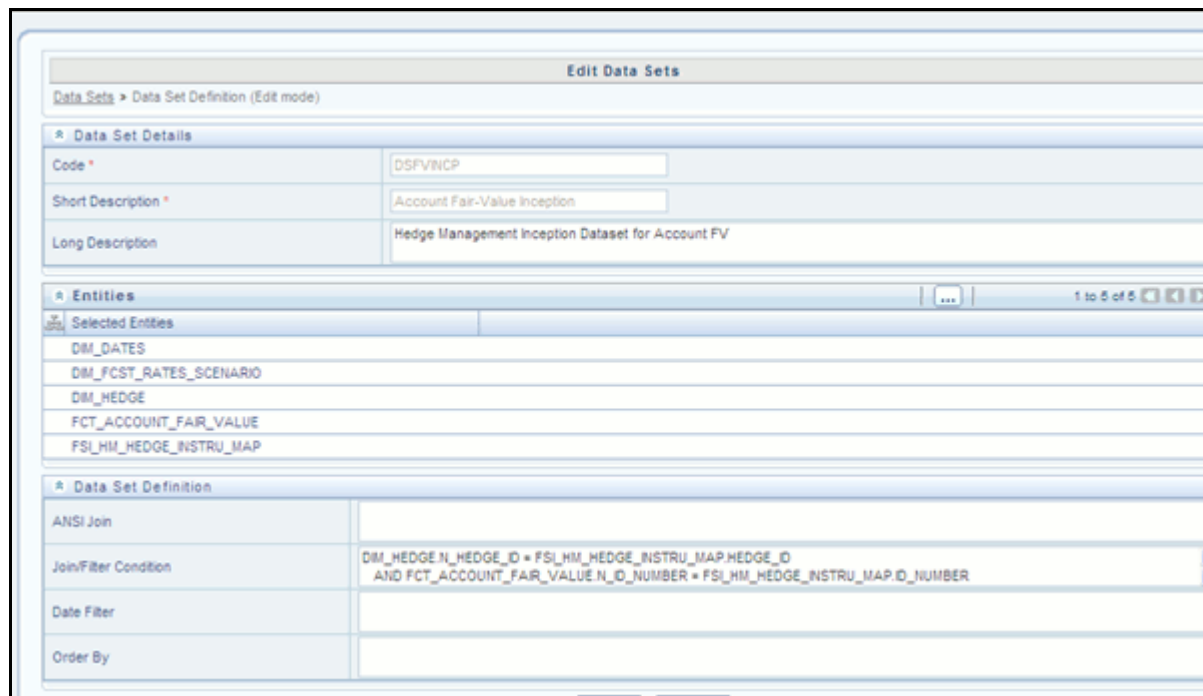 Edit Data Sets
Data Sets > Data Set Definition (Edit mode)
Data Set Details
Code *
DSFVINCP
Short Description *
Account Fair-Value Inception
Long Description
Hedge Management Inception Dataset for Account FV
Entities
... 1 to 5 of 5
Selected Entities
DIM_DATES
DIM_FCST_RATES_SCENARIO
DIM_HEDGE
FCT_ACCOUNT_FAIR_VALUE
FSI_HM_HEDGE_INSTRU_MAP
Data Set Definition
ANSI Join
Join/Filter Condition
DIM_HEDGE.N_HEDGE_ID = FSI_HM_HEDGE_INSTRU_MAP.HEDGE_ID
AND FCT_ACCOUNT_FAIR_VALUE.N_ID_NUMBER = FSI_HM_HEDGE_INSTRU_MAP.ID_NUMBER
Date Filter
Order By